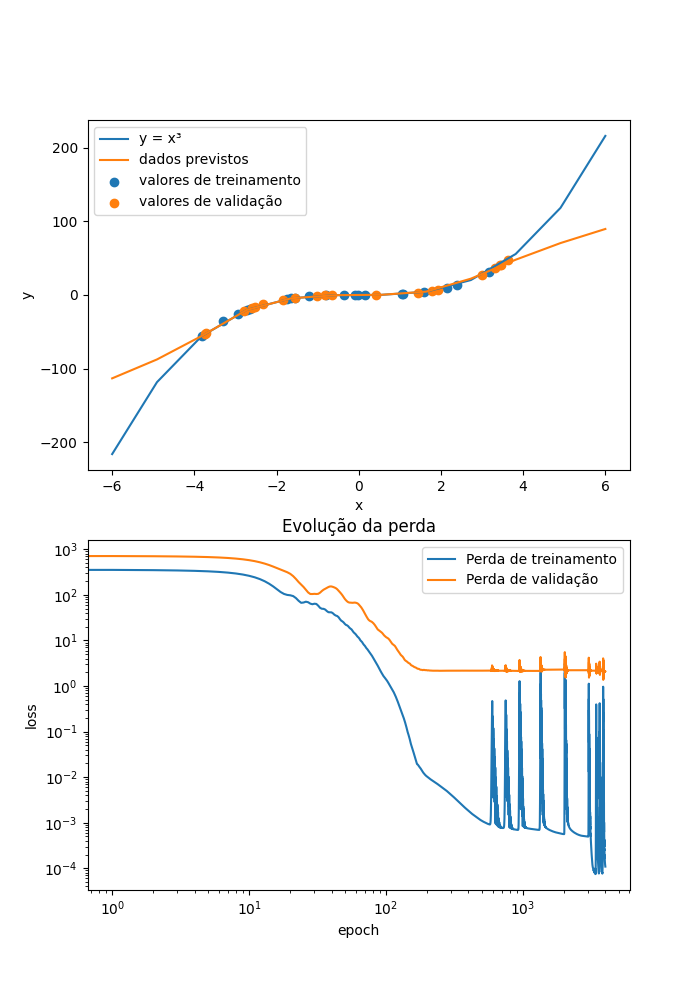 y = x³
dados previstos
valores de treinamento
valores de validação
200
100
0
−100
−200
y
−6
−4
−2
0
2
4
6
x
Evolução da perda
Perda de treinamento
Perda de validação
10³
10²
10¹
10⁰
10⁻¹
10⁻²
10⁻³
10⁻⁴
loss
10⁰
10¹
10²
10³
epoch